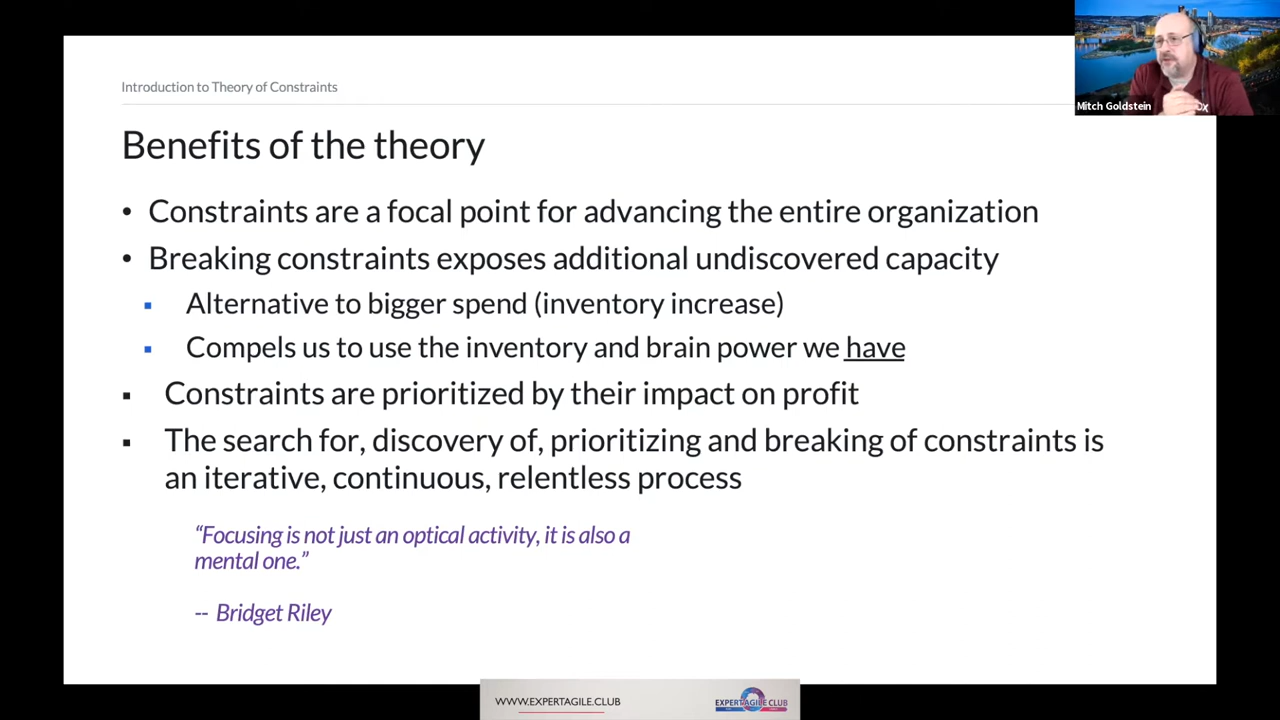 Introduction to Theory of Constraints
Mitch Goldstein
Benefits of the theory
• Constraints are a focal point for advancing the entire organization
• Breaking constraints exposes additional undiscovered capacity
▪ Alternative to bigger spend (inventory increase)
▪ Compels us to use the inventory and brain power we have
▪ Constraints are prioritized by their impact on profit
▪ The search for, discovery of, prioritizing and breaking of constraints is
an iterative, continuous, relentless process
“Focusing is not just an optical activity, it is also a
mental one.”
-- Bridget Riley
WWW.EXPERTAGILE.CLUB
EXPERT AGILE CLUB